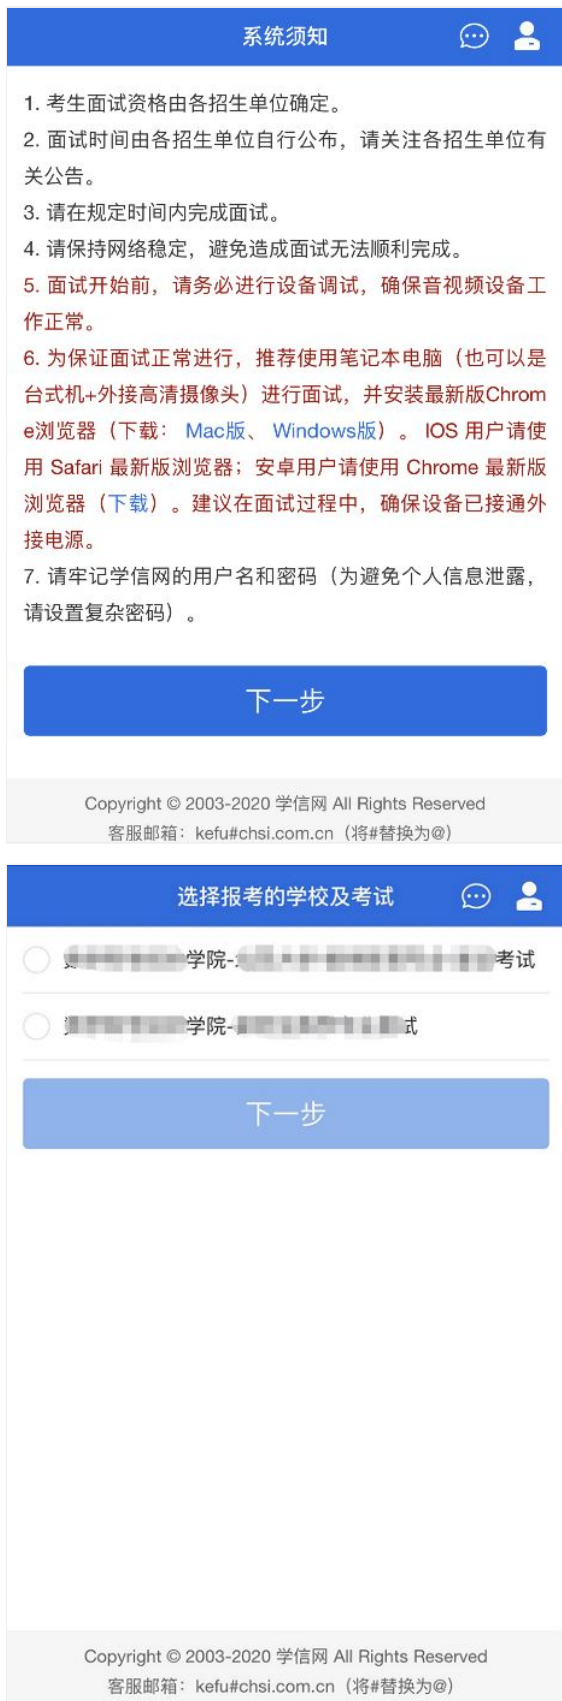 系统须知
1. 考生面试资格由各招生单位确定。
2. 面试时间由各招生单位自行公布，请关注各招生单位有
关公告。
3. 请在规定时间内完成面试。
4. 请保持网络稳定，避免造成面试无法顺利完成。
5. 面试开始前，请务必进行设备调试，确保音视频设备工
作正常。
6. 为保证面试正常进行，推荐使用笔记本电脑（也可以是
台式机+外接高清摄像头）进行面试，并安装最新版Chrom
e浏览器（下载： Mac版、 Windows版）。 IOS 用户请使
用 Safari 最新版浏览器；安卓用户请使用 Chrome 最新版
浏览器（下载）。建议在面试过程中，确保设备已接通外
接电源。
7. 请牢记学信网的用户名和密码（为避免个人信息泄露，
请设置复杂密码）。
下一步
Copyright © 2003-2020 学信网 All Rights Reserved
客服邮箱：kefu#chsi.com.cn（将#替换为@）
选择报考的学校及考试
学院- 考试
学院- 试
下一步
Copyright © 2003-2020 学信网 All Rights Reserved
客服邮箱：kefu#chsi.com.cn（将#替换为@）